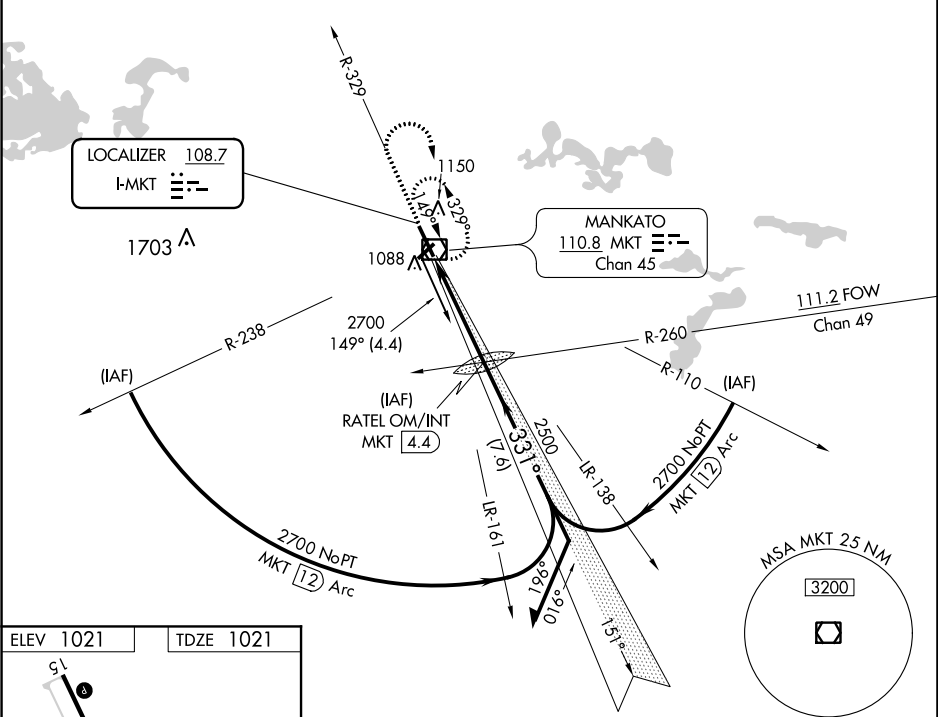 R-329
LOCALIZER 108.7
I-MKT
1150
149°
329°
1703
1088
MANKATO
110.8 MKT
Chan 45
2700
149° (4.4)
111.2 FOW
Chan 49
R-238
R-260
R-110
(IAF)
(IAF)
(IAF)
RATEL OM/INT
MKT 4.4
331°
2500
(7.6)
LR-138
LR-161
2700 NoPT
MKT 12 Arc
2700 NoPT
MKT 12 Arc
196°
016°
151°
MSA MKT 25 NM
3200
ELEV 1021
TDZE 1021
15
P